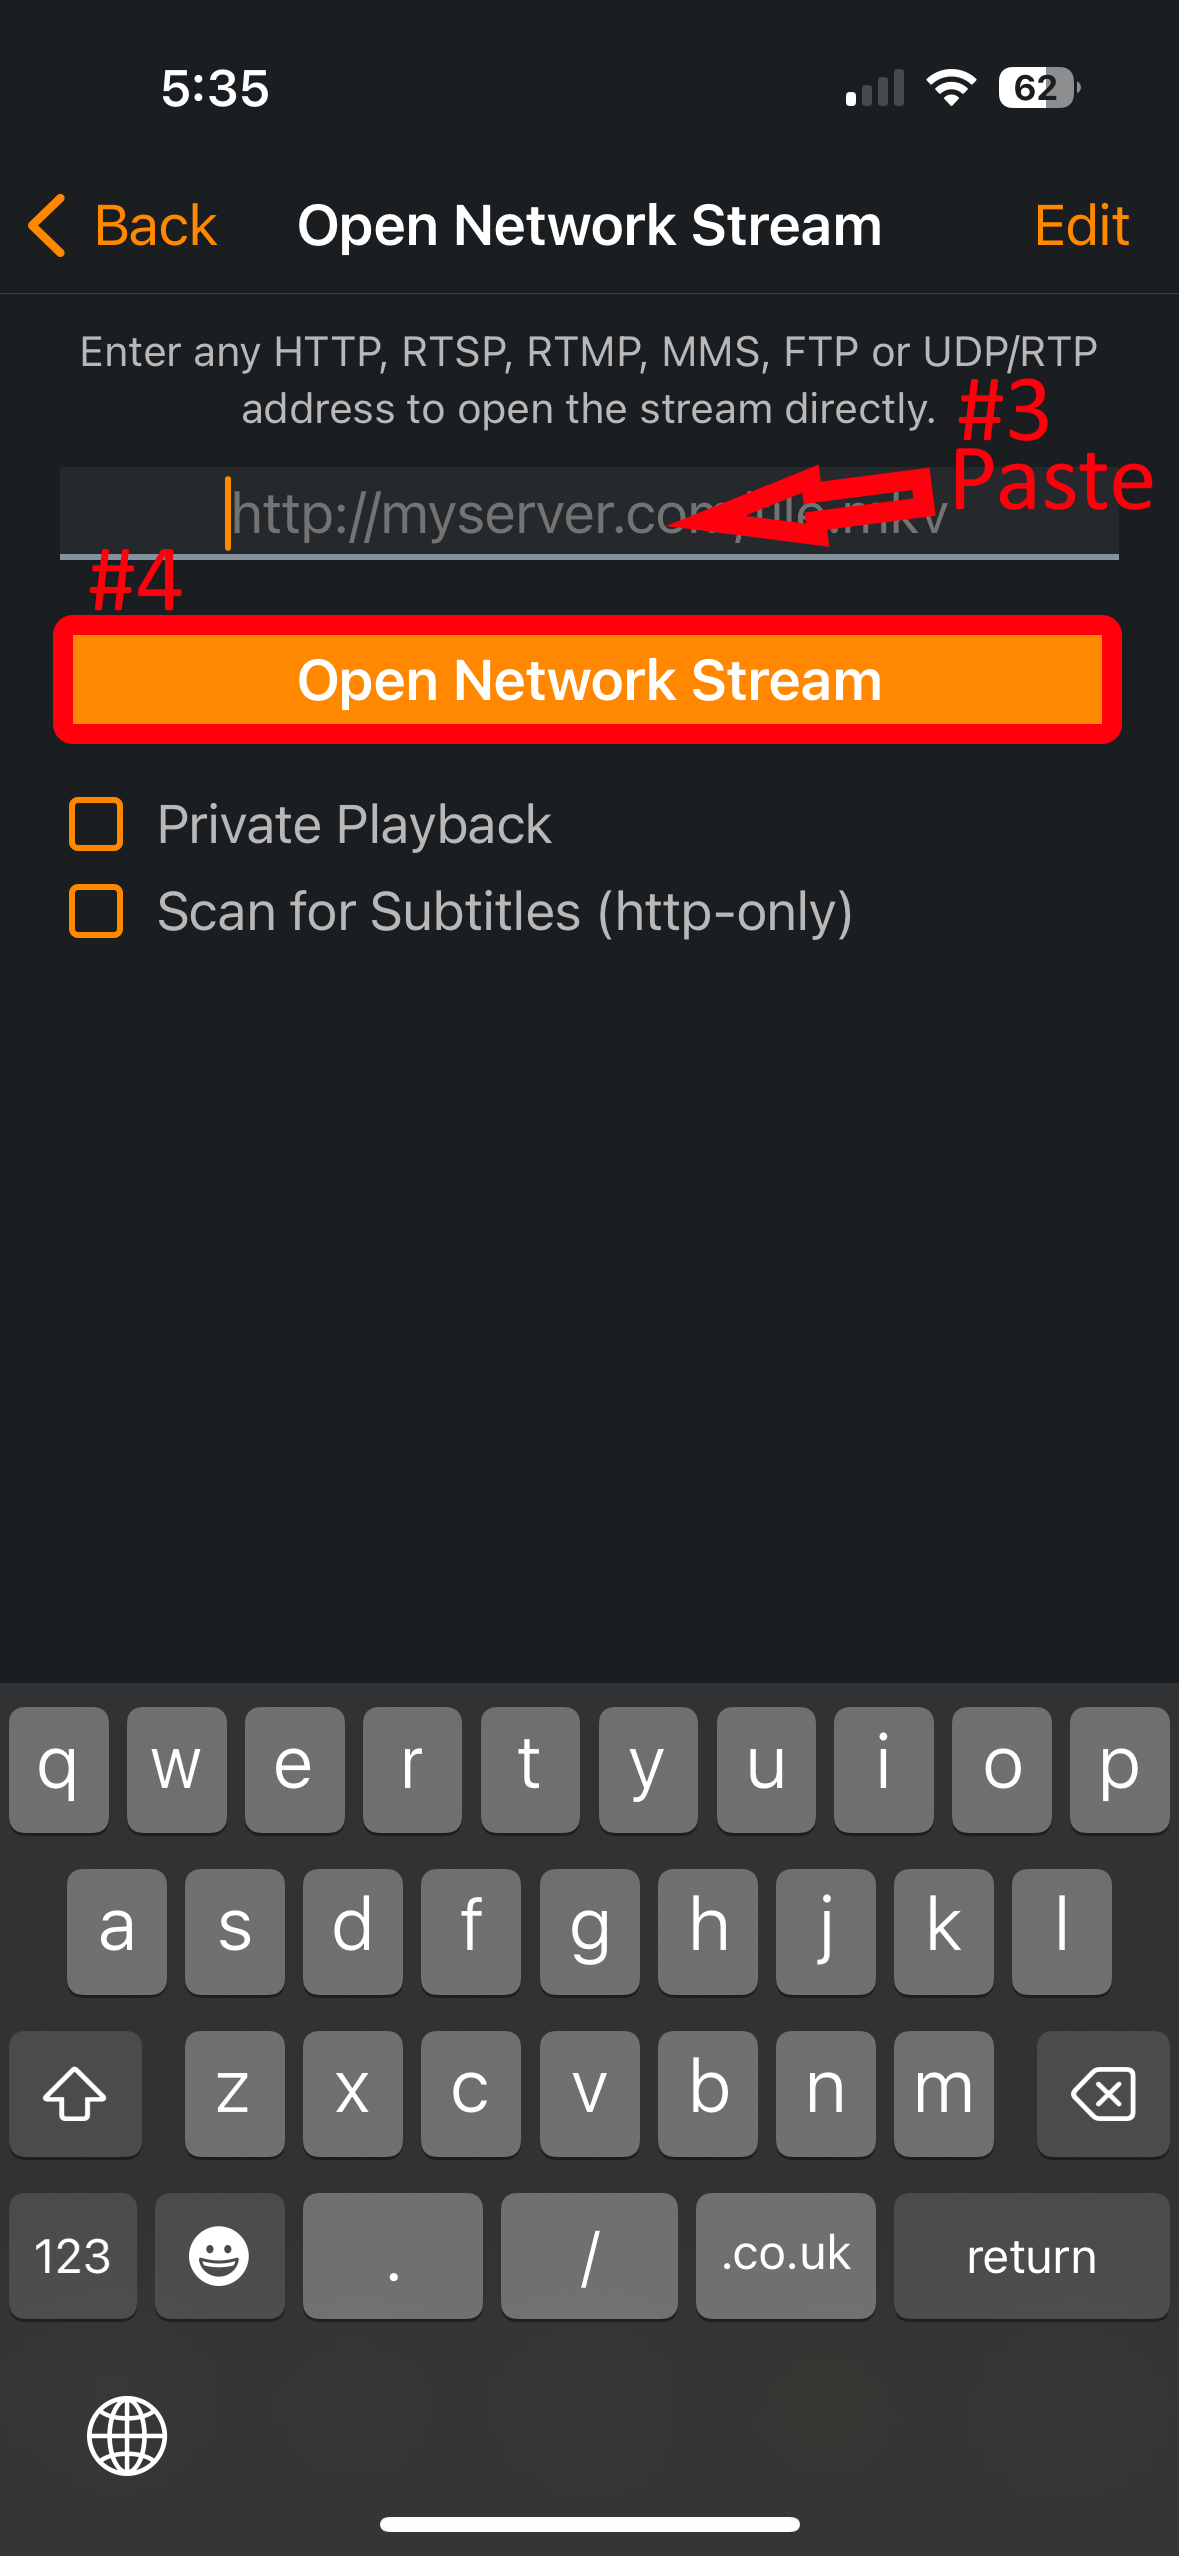 5:35
62
Back
Open Network Stream
Edit
Enter any HTTP, RTSP, RTMP, MMS, FTP or UDP/RTP
address to open the stream directly.
#3
Paste
http://myserver.com/file.mkv
#4
Open Network Stream
Private Playback
Scan for Subtitles (http-only)
q w e r t y u i o p
a s d f g h j k l
z x c v b n m
123 . / .co.uk return